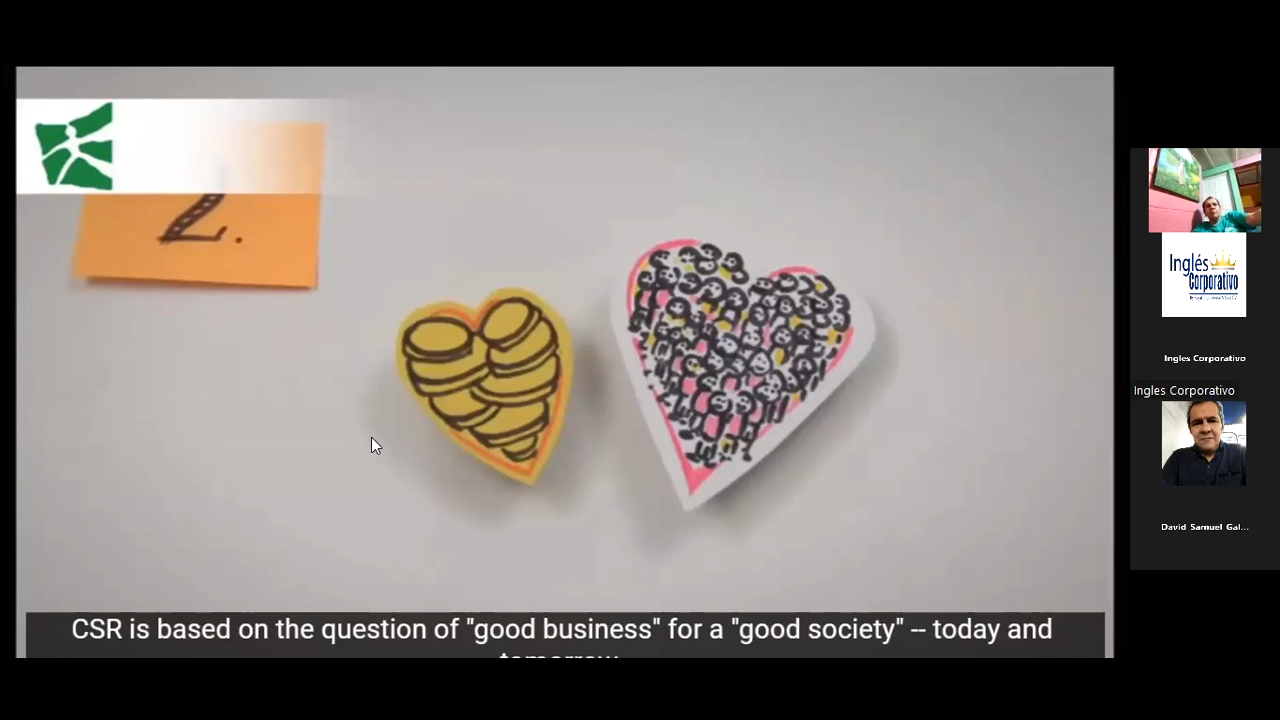 2.
CSR is based on the question of "good business" for a "good society" -- today and
tomorrow
Inglés
Corporativo
Ingles Corporativo
Ingles Corporativo
David Samuel Gal...